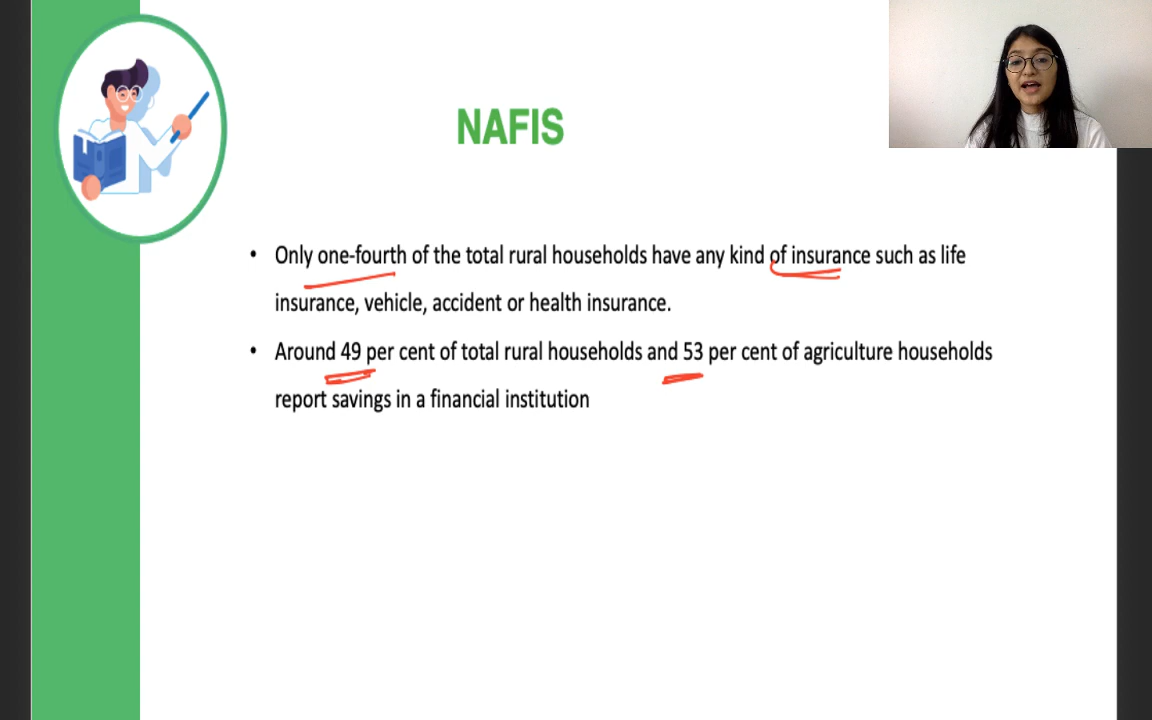 NAFIS
• Only one-fourth of the total rural households have any kind of insurance such as life
insurance, vehicle, accident or health insurance.
• Around 49 per cent of total rural households and 53 per cent of agriculture households
report savings in a financial institution